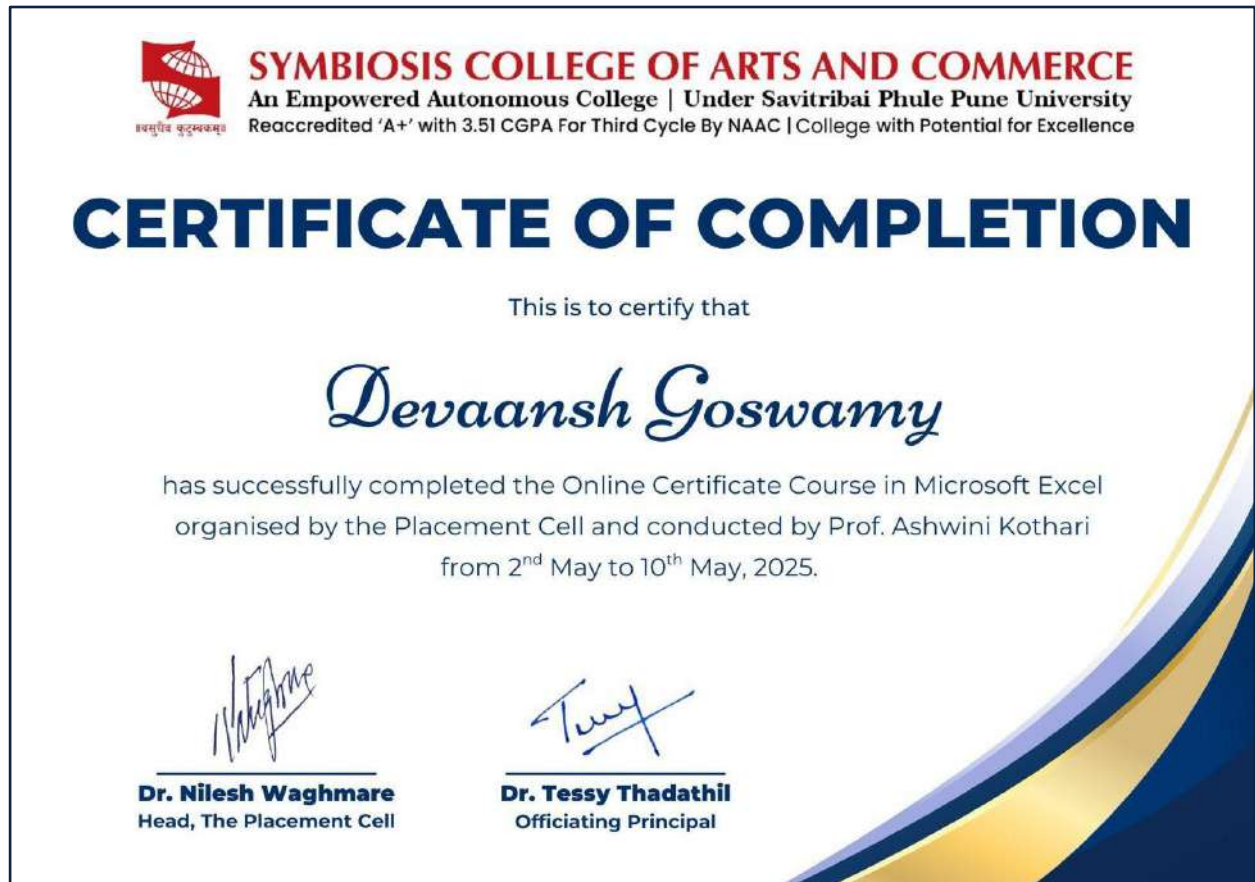 SYMBIOSIS COLLEGE OF ARTS AND COMMERCE
An Empowered Autonomous College | Under Savitribai Phule Pune University
॥वसुधैव कुटुम्बकम्॥
Reaccredited ‘A+’ with 3.51 CGPA For Third Cycle By NAAC | College with Potential for Excellence
CERTIFICATE OF COMPLETION
This is to certify that
Devaansh Goswamy
has successfully completed the Online Certificate Course in Microsoft Excel
organised by the Placement Cell and conducted by Prof. Ashwini Kothari
from 2nd May to 10th May, 2025.
Dr. Nilesh Waghmare
Head, The Placement Cell
Dr. Tessy Thadathil
Officiating Principal